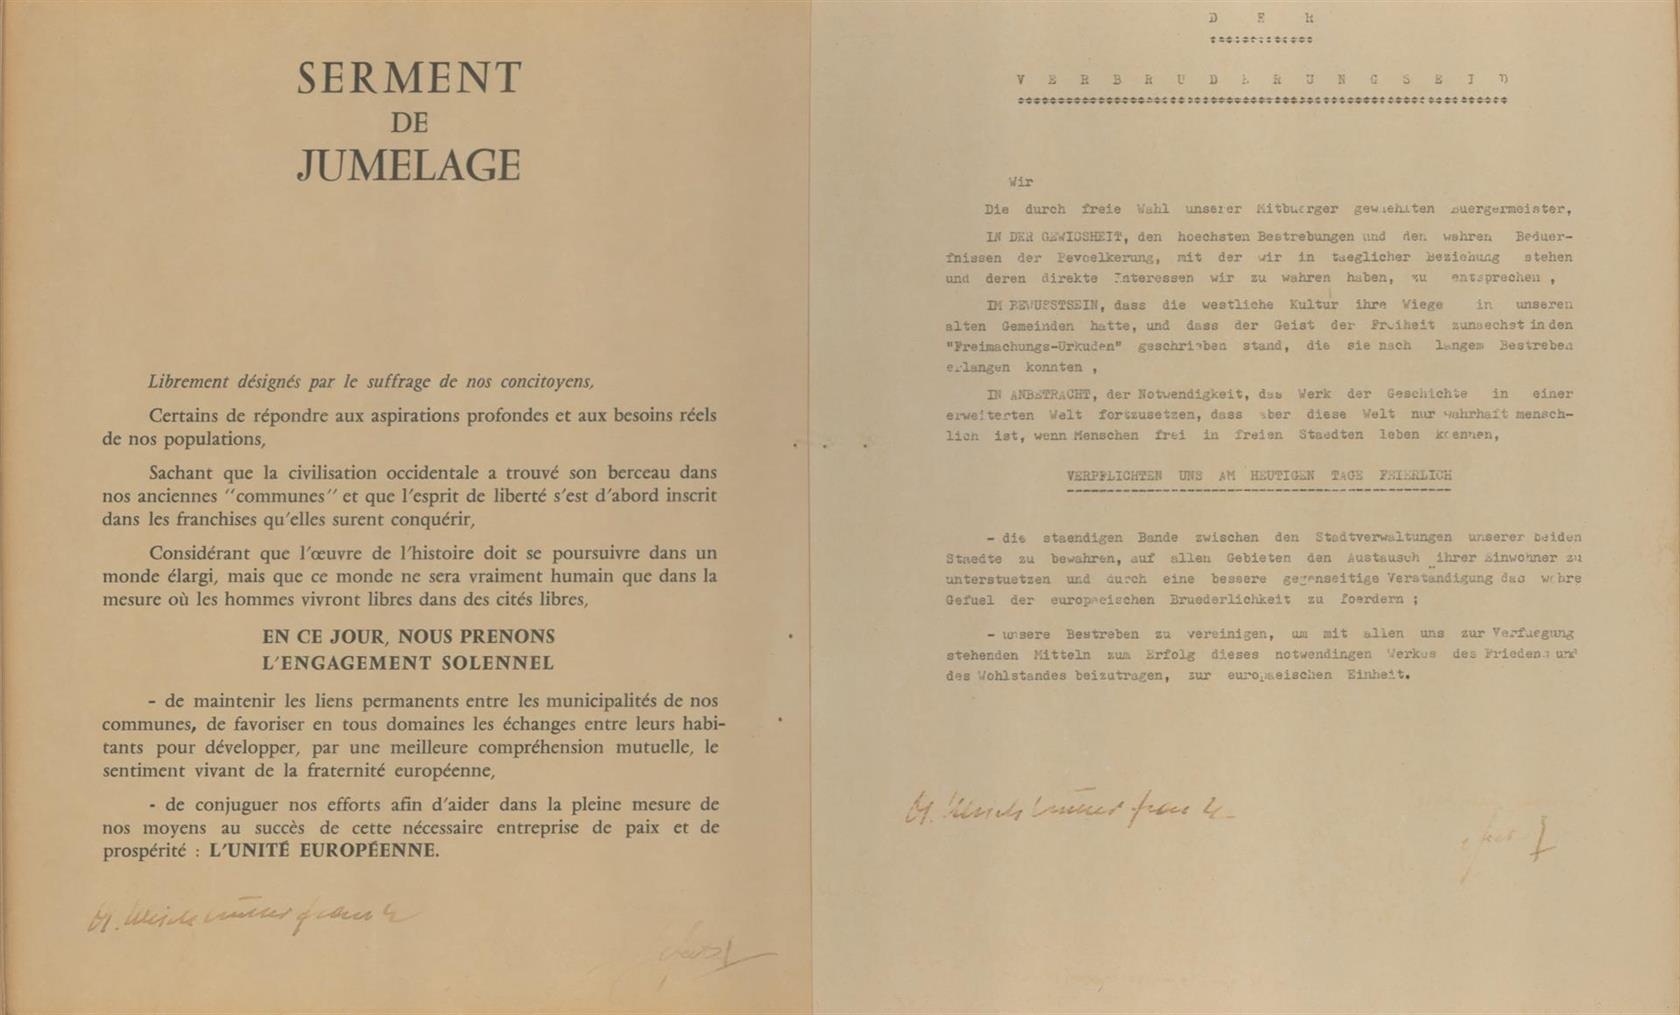 SERMENT
DE
JUMELAGE
Librement désignés par le suffrage de nos concitoyens,
Certains de répondre aux aspirations profondes et aux besoins réels
de nos populations,
Sachant que la civilisation occidentale a trouvé son berceau dans
nos anciennes "communes" et que l'esprit de liberté s'est d'abord inscrit
dans les franchises qu'elles surent conquérir,
Considérant que l'œuvre de l'histoire doit se poursuivre dans un
monde élargi, mais que ce monde ne sera vraiment humain que dans la
mesure où les hommes vivront libres dans des cités libres,
EN CE JOUR, NOUS PRENONS
L'ENGAGEMENT SOLENNEL
- de maintenir les liens permanents entre les municipalités de nos
communes, de favoriser en tous domaines les échanges entre leurs habi-
tants pour développer, par une meilleure compréhension mutuelle, le
sentiment vivant de la fraternité européenne,
- de conjuguer nos efforts afin d'aider dans la pleine mesure de
nos moyens au succès de cette nécessaire entreprise de paix et de
prospérité : L'UNITÉ EUROPÉENNE.
D E R
V E R B R U D E R U N G S E I D
Wir
Die durch freie Wahl unserer Mitbuerger gewaehlten Buergermeister,
IN DER GEWISSHEIT, den hoechsten Bestrebungen und den wahren Beduer-
fnissen der Bevoelkerung, mit der wir in taeglicher Beziehung stehen
und deren direkte Interessen wir zu wahren haben, zu entsprechen ,
IM BEWUSSTSEIN, dass die westliche Kultur ihre Wiege in unseren
alten Gemeinden hatte, und dass der Geist der Freiheit zunaechst in den
"Freimachungs-Urkuden" geschrieben stand, die sie nach langem Bestreben
erlangen konnten ,
IN ANBETRACHT, der Notwendigkeit, das Werk der Geschichte in einer
erweiterten Welt fortzusetzen, dass aber diese Welt nur wahrhaft mensch-
lich ist, wenn Menschen frei in freien Staedten leben koennen,
VERPFLICHTEN UNS AM HEUTIGEN TAGE FEIERLICH
- die staendigen Bande zwischen den Stadtverwaltungen unserer beiden
Staedte zu bewahren, auf allen Gebieten den Austausch ihrer Einwohner zu
unterstuetzen und durch eine bessere gegenseitige Verständigung das wahre
Gefuel der europaeischen Bruederlichkeit zu foerdern ;
- unsere Bestreben zu vereinigen, um mit allen uns zur Verfuegung
stehenden Mitteln zum Erfolg dieses notwendingen Werkes des Friedens und
des Wohlstandes beizutragen, zur europaeischen Einheit.